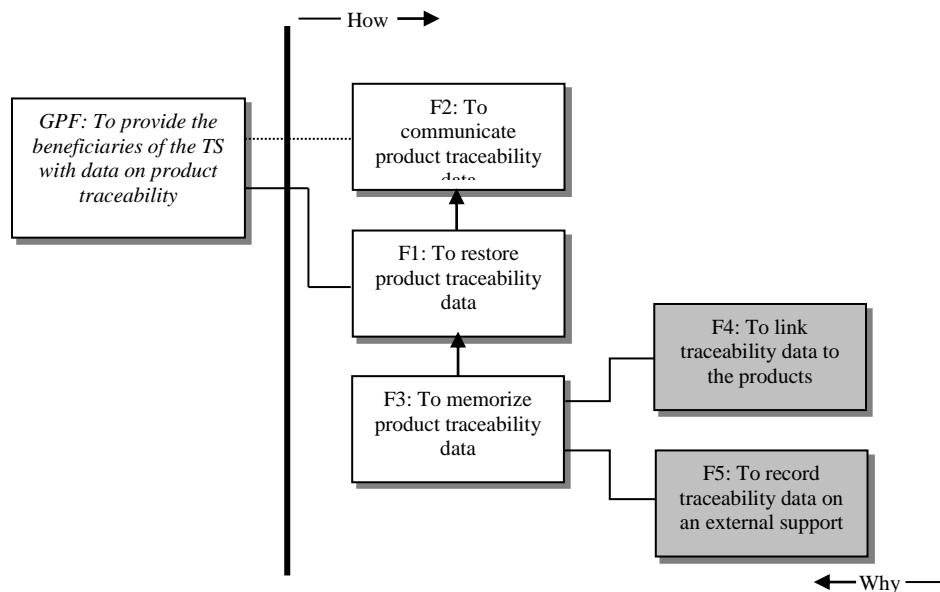 How
GPF: To provide the
beneficiaries of the TS
with data on product
traceability
F2: To
communicate
product traceability
data
F1: To restore
product traceability
data
F3: To memorize
product traceability
data
F4: To link
traceability data to
the products
F5: To record
traceability data on
an external support
Why